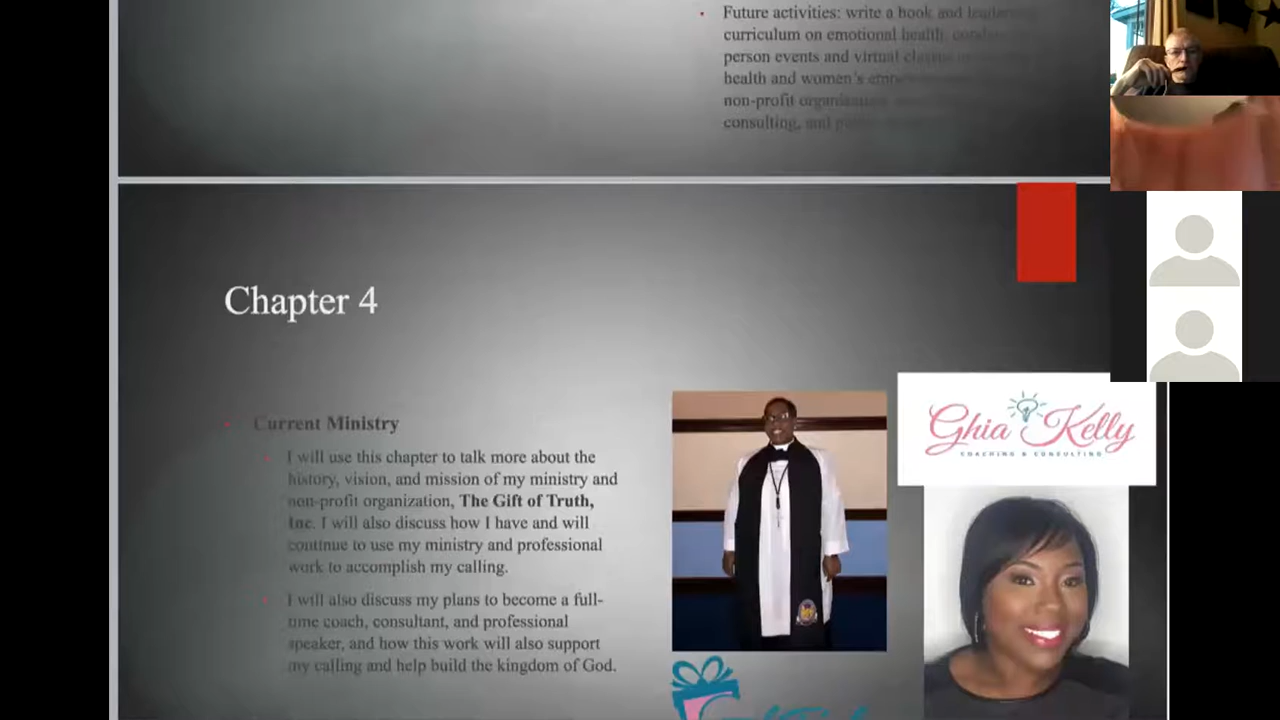 Future activities: write a book and
curriculum on emotional health,
person events and virtual
health and women's
non-profit
consulting, and
Chapter 4
Current Ministry
I will use this chapter to talk more about the
history, vision, and mission of my ministry and
non-profit organization, The Gift of Truth,
Inc. I will also discuss how I have and will
continue to use my ministry and professional
work to accomplish my calling.
I will also discuss my plans to become a full-
time coach, consultant, and professional
speaker, and how this work will also support
my calling and help build the kingdom of God.
Ghia Kelly
COACHING & CONSULTING